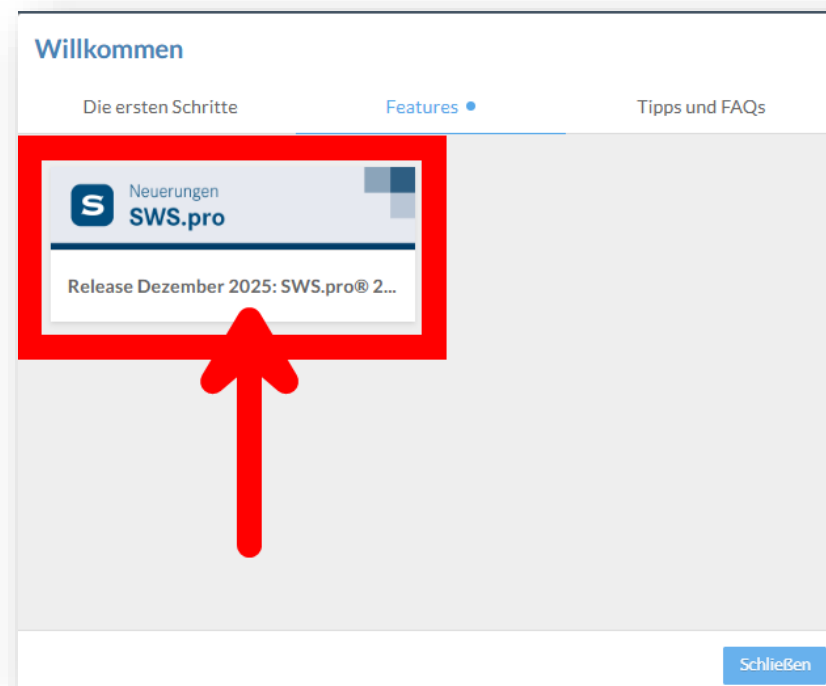 Willkommen
Die ersten Schritte
Features
Tipps und FAQs
S
Neuerungen
SWS.pro
Release Dezember 2025: SWS.pro® 2...
Schließen